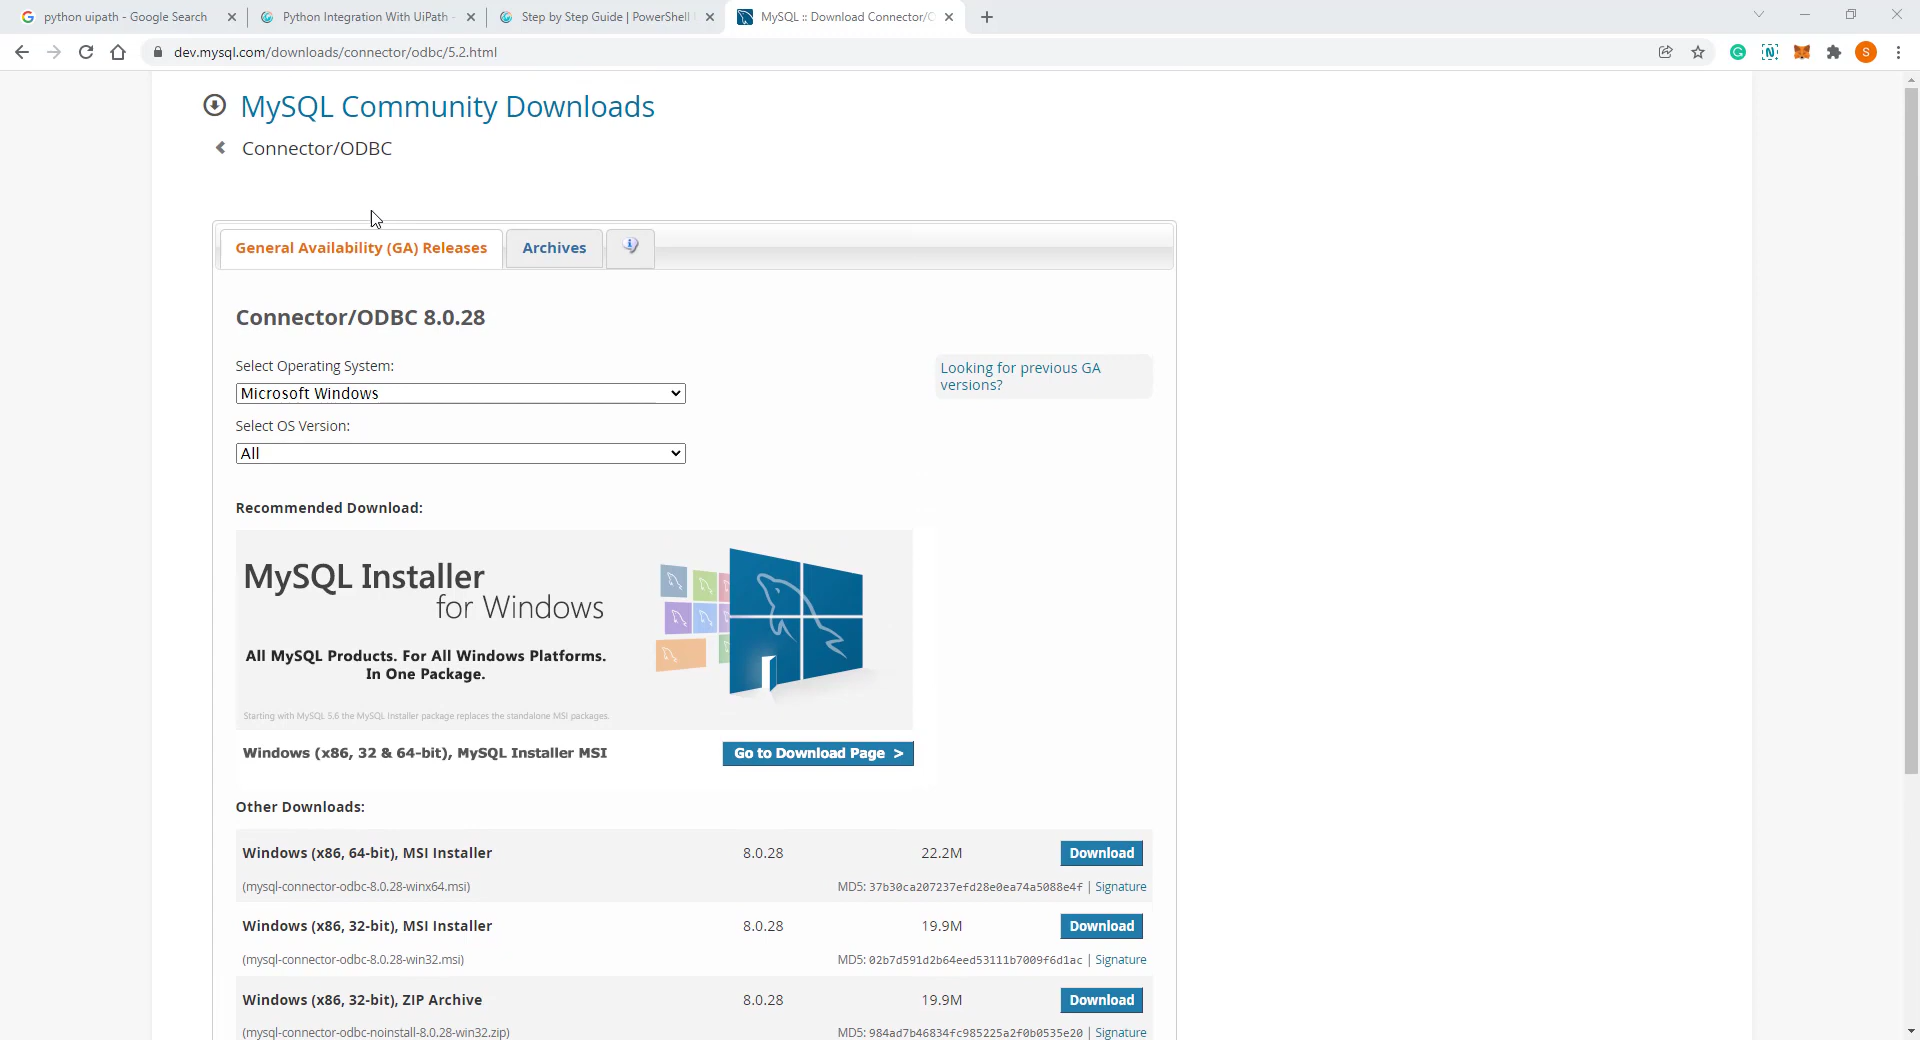 python uipath - Google Search
Python Integration With UiPath -
Step by Step Guide | PowerShell
MySQL :: Download Connector/O
dev.mysql.com/downloads/connector/odbc/5.2.html
S
MySQL Community Downloads
Connector/ODBC
General Availability (GA) Releases
Archives
Connector/ODBC 8.0.28
Select Operating System:
Looking for previous GA
versions?
Microsoft Windows
Select OS Version:
All
Recommended Download:
MySQL Installer
for Windows
All MySQL Products. For All Windows Platforms.
In One Package.
Starting with MySQL 5.6 the MySQL Installer package replaces the standalone MSI packages.
Windows (x86, 32 & 64-bit), MySQL Installer MSI
Go to Download Page >
Other Downloads:
Windows (x86, 64-bit), MSI Installer 8.0.28 22.2M Download
(mysql-connector-odbc-8.0.28-winx64.msi) MD5: 37b30ca207237efd28e0ea74a5088e4f | Signature
Windows (x86, 32-bit), MSI Installer 8.0.28 19.9M Download
(mysql-connector-odbc-8.0.28-win32.msi) MD5: 02b7d591d2b64eed53111b7009f6d1ac | Signature
Windows (x86, 32-bit), ZIP Archive 8.0.28 19.9M Download
(mysql-connector-odbc-noinstall-8.0.28-win32.zip) MD5: 984ad7b46834fc985225a2f0b0535e20 | Signature